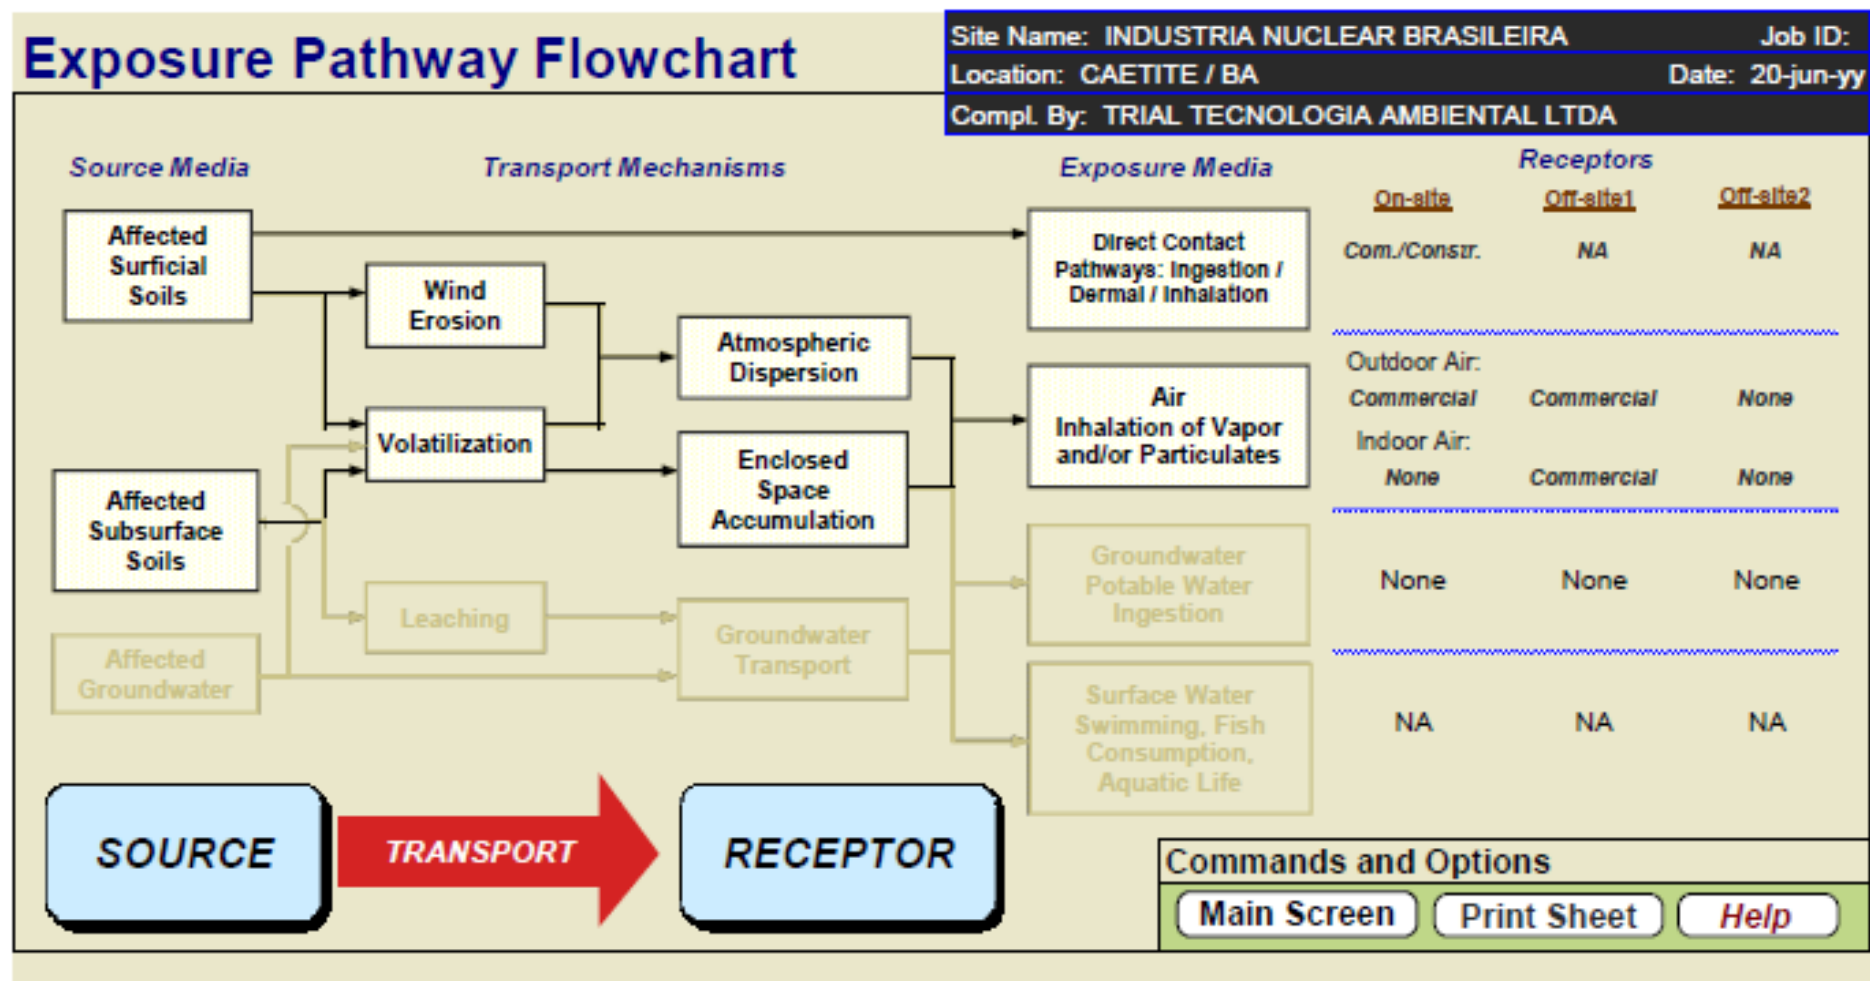 Exposure Pathway Flowchart
Site Name: INDUSTRIA NUCLEAR BRASILEIRA Job ID:
Location: CAETITE / BA Date: 20-jun-yy
Compl. By: TRIAL TECNOLOGIA AMBIENTAL LTDA
Source Media
Transport Mechanisms
Exposure Media
Receptors
On-site Off-site1 Off-site2
Affected
Surficial
Soils
Wind
Erosion
Volatilization
Atmospheric
Dispersion
Enclosed
Space
Accumulation
Affected
Subsurface
Soils
Leaching
Groundwater
Transport
Affected
Groundwater
Direct Contact
Pathways: Ingestion /
Dermal / Inhalation
Com./Constr. NA NA
Air
Inhalation of Vapor
and/or Particulates
Outdoor Air:
Commercial Commercial None
Indoor Air:
None Commercial None
Groundwater
Potable Water
Ingestion
None None None
Surface Water
Swimming, Fish
Consumption,
Aquatic Life
NA NA NA
SOURCE
TRANSPORT
RECEPTOR
Commands and Options
Main Screen Print Sheet Help